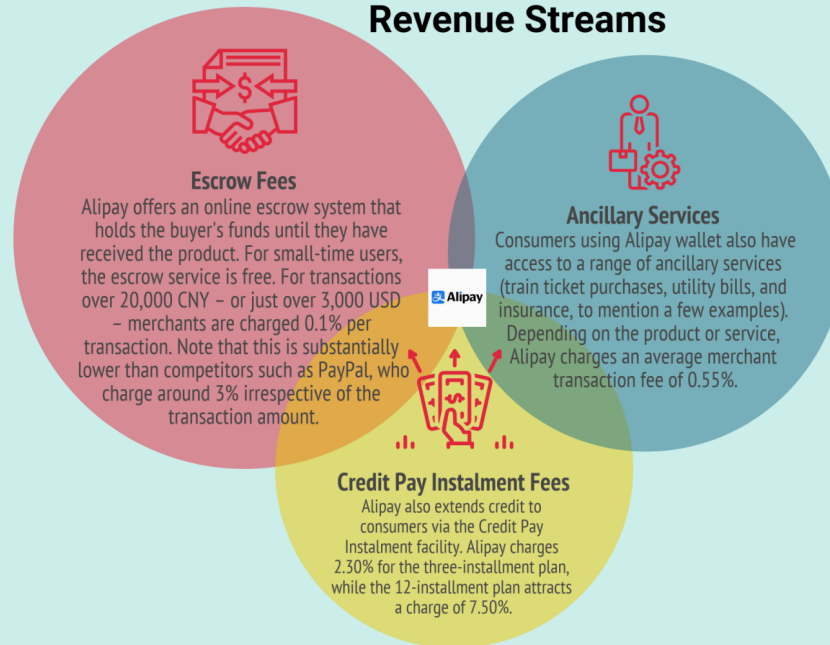 Revenue Streams
Escrow Fees
Alipay offers an online escrow system that
holds the buyer's funds until they have
received the product. For small-time users,
the escrow service is free. For transactions
over 20,000 CNY – or just over 3,000 USD
– merchants are charged 0.1% per
transaction. Note that this is substantially
lower than competitors such as PayPal, who
charge around 3% irrespective of the
transaction amount.
Ancillary Services
Consumers using Alipay wallet also have
access to a range of ancillary services
(train ticket purchases, utility bills, and
insurance, to mention a few examples).
Depending on the product or service,
Alipay charges an average merchant
transaction fee of 0.55%.
支 Alipay
Credit Pay Instalment Fees
Alipay also extends credit to
consumers via the Credit Pay
Instalment facility. Alipay charges
2.30% for the three-installment plan,
while the 12-installment plan attracts
a charge of 7.50%.